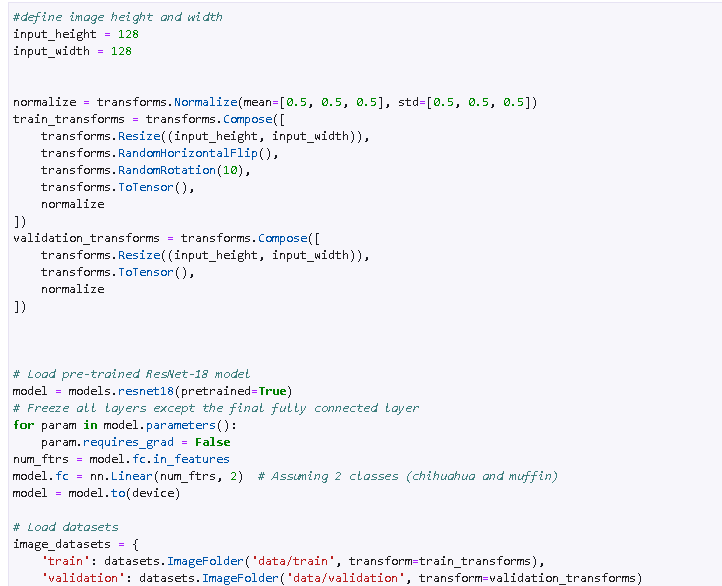 #define image height and width
input_height = 128
input_width = 128
normalize = transforms.Normalize(mean=[0.5, 0.5, 0.5], std=[0.5, 0.5, 0.5])
train_transforms = transforms.Compose([
    transforms.Resize((input_height, input_width)),
    transforms.RandomHorizontalFlip(),
    transforms.RandomRotation(10),
    transforms.ToTensor(),
    normalize
])
validation_transforms = transforms.Compose([
    transforms.Resize((input_height, input_width)),
    transforms.ToTensor(),
    normalize
])
# Load pre-trained ResNet-18 model
model = models.resnet18(pretrained=True)
# Freeze all layers except the final fully connected layer
for param in model.parameters():
    param.requires_grad = False
num_ftrs = model.fc.in_features
model.fc = nn.Linear(num_ftrs, 2)  # Assuming 2 classes (chihuahua and muffin)
model = model.to(device)
# Load datasets
image_datasets = {
    'train': datasets.ImageFolder('data/train', transform=train_transforms),
    'validation': datasets.ImageFolder('data/validation', transform=validation_transforms)